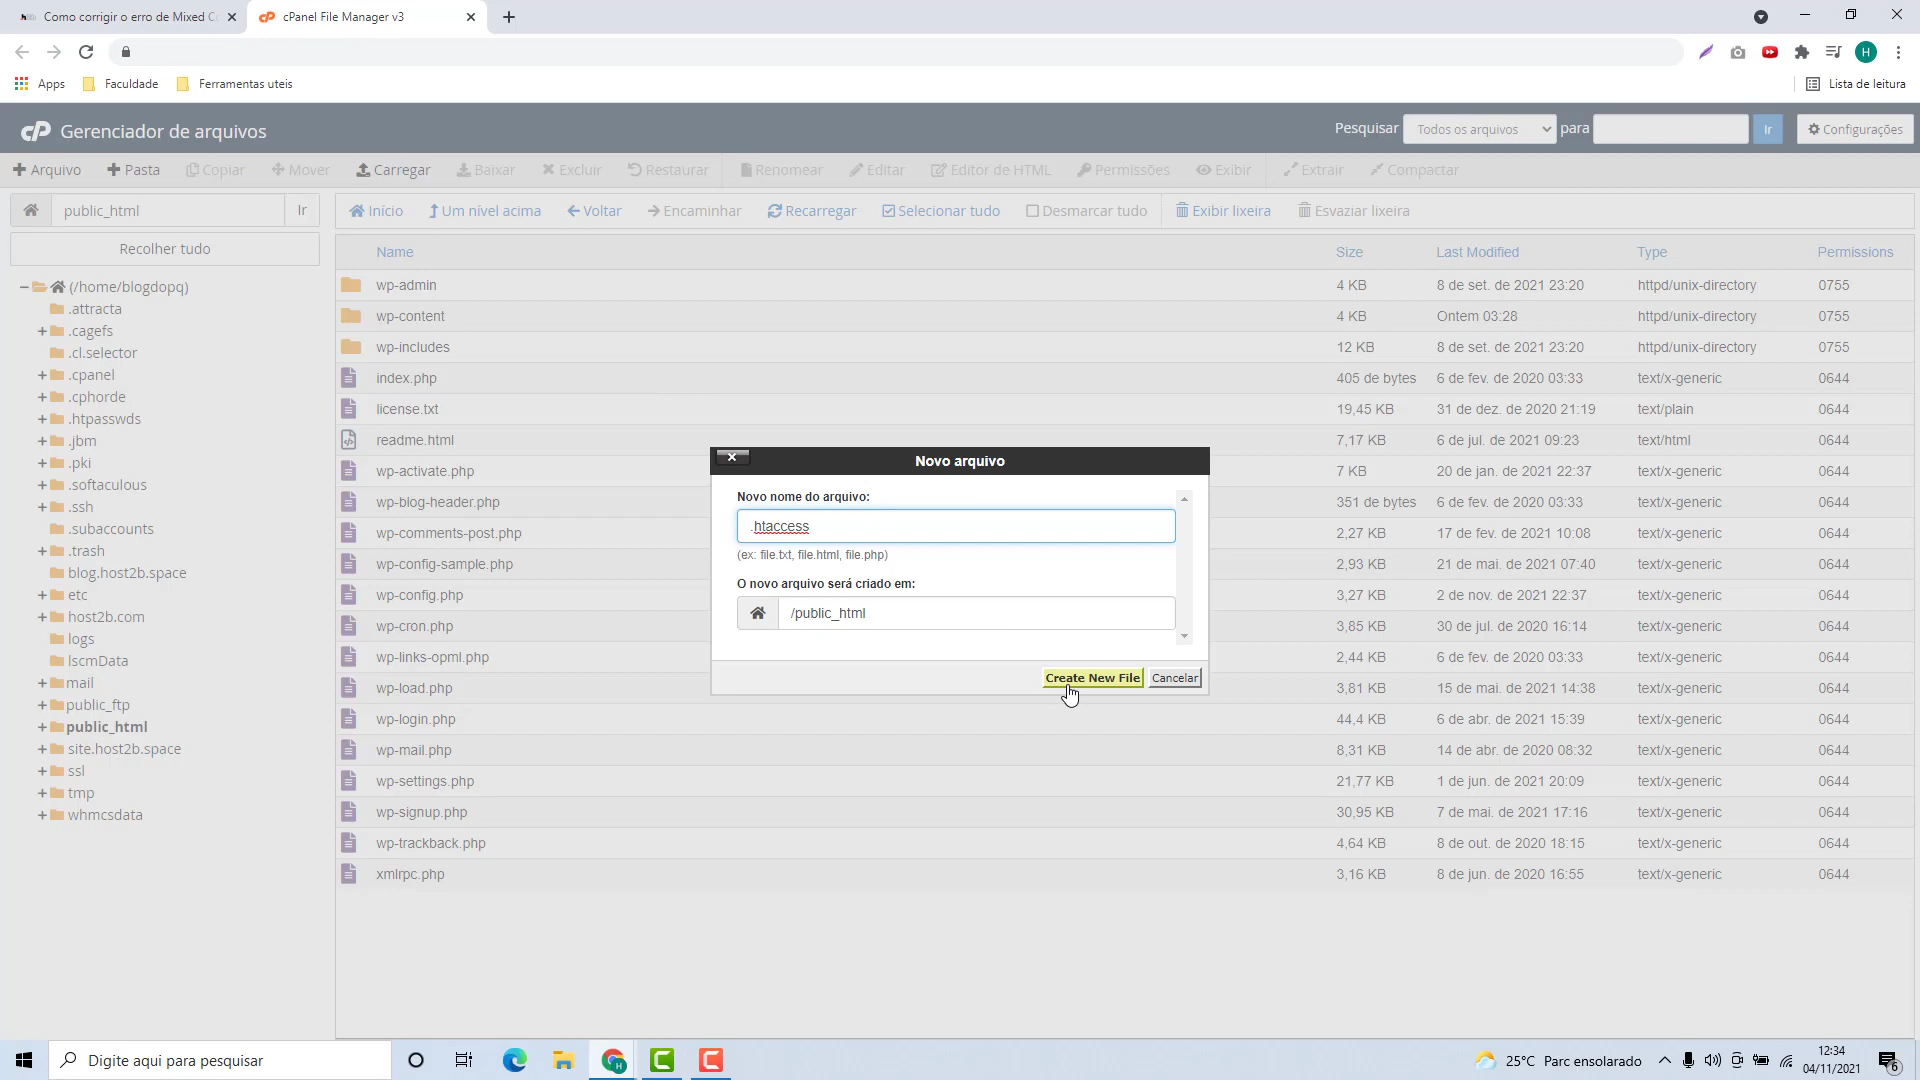 Como corrigir o erro de Mixed C
cPanel File Manager v3
Apps
Faculdade
Ferramentas uteis
Lista de leitura
H
cP Gerenciador de arquivos
Pesquisar Todos os arquivos para Ir Configurações
Arquivo Pasta Copiar Mover Carregar Baixar Excluir Restaurar Renomear Editar Editor de HTML Permissões Exibir Extrair Compactar
public_html Ir
Início Um nível acima Voltar Encaminhar Recarregar Selecionar tudo Desmarcar tudo Exibir lixeira Esvaziar lixeira
Recolher tudo
(/home/blogdopq)
.attracta
.cagefs
.cl.selector
.cpanel
.cphorde
.htpasswds
.jbm
.pki
.softaculous
.ssh
.subaccounts
.trash
blog.host2b.space
etc
host2b.com
logs
lscmData
mail
public_ftp
public_html
site.host2b.space
ssl
tmp
whmcsdata
Name Size Last Modified Type Permissions
wp-admin 4 KB 8 de set. de 2021 23:20 httpd/unix-directory 0755
wp-content 4 KB Ontem 03:28 httpd/unix-directory 0755
wp-includes 12 KB 8 de set. de 2021 23:20 httpd/unix-directory 0755
index.php 405 de bytes 6 de fev. de 2020 03:33 text/x-generic 0644
license.txt 19,45 KB 31 de dez. de 2020 21:19 text/plain 0644
readme.html 7,17 KB 6 de jul. de 2021 09:23 text/html 0644
wp-activate.php 7 KB 20 de jan. de 2021 22:37 text/x-generic 0644
wp-blog-header.php 351 de bytes 6 de fev. de 2020 03:33 text/x-generic 0644
wp-comments-post.php 2,27 KB 17 de fev. de 2021 10:08 text/x-generic 0644
wp-config-sample.php 2,93 KB 21 de mai. de 2021 07:40 text/x-generic 0644
wp-config.php 3,27 KB 2 de nov. de 2021 22:37 text/x-generic 0644
wp-cron.php 3,85 KB 30 de jul. de 2021 16:14 text/x-generic 0644
wp-links-opml.php 2,44 KB 6 de fev. de 2020 03:33 text/x-generic 0644
wp-load.php 3,81 KB 15 de mai. de 2021 14:38 text/x-generic 0644
wp-login.php 44,4 KB 6 de abr. de 2021 15:39 text/x-generic 0644
wp-mail.php 8,31 KB 14 de abr. de 2020 08:32 text/x-generic 0644
wp-settings.php 21,77 KB 1 de jun. de 2021 20:09 text/x-generic 0644
wp-signup.php 30,95 KB 7 de mai. de 2021 17:16 text/x-generic 0644
wp-trackback.php 4,64 KB 8 de out. de 2020 18:15 text/x-generic 0644
xmlrpc.php 3,16 KB 8 de jun. de 2020 16:55 text/x-generic 0644
Novo arquivo
Novo nome do arquivo:
.htaccess
(ex: file.txt, file.html, file.php)
O novo arquivo será criado em:
/public_html
Create New File Cancelar
Digite aqui para pesquisar
25°C Parc ensolarado
12:34
04/11/2021
6